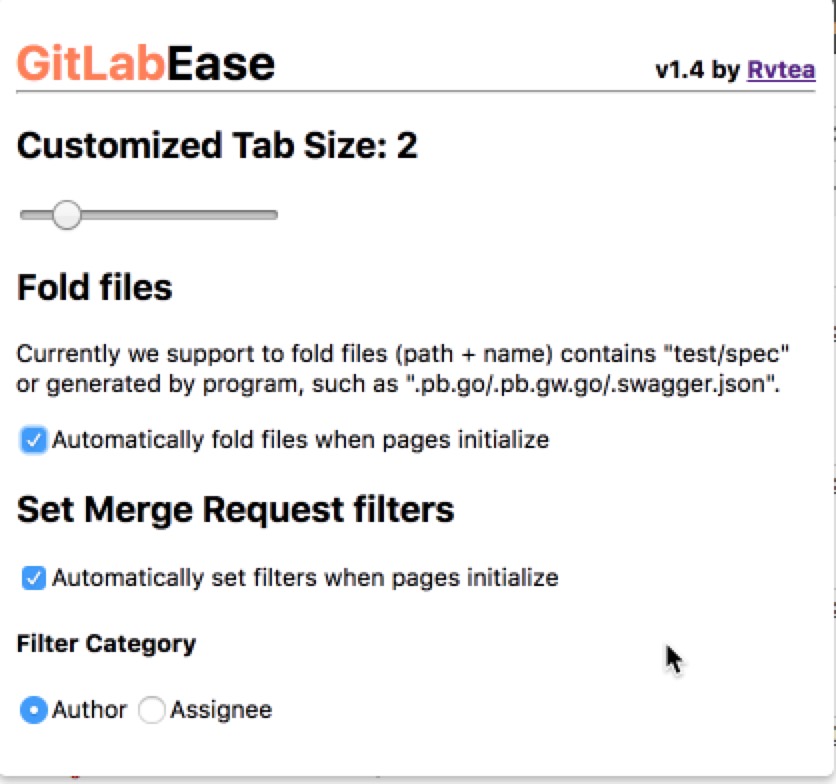 GitLabEase
v1.4 by Rvtea
Customized Tab Size: 2
Fold files
Currently we support to fold files (path + name) contains "test/spec"
or generated by program, such as ".pb.go/.pb.gw.go/.swagger.json".
Automatically fold files when pages initialize
Set Merge Request filters
Automatically set filters when pages initialize
Filter Category
Author Assignee